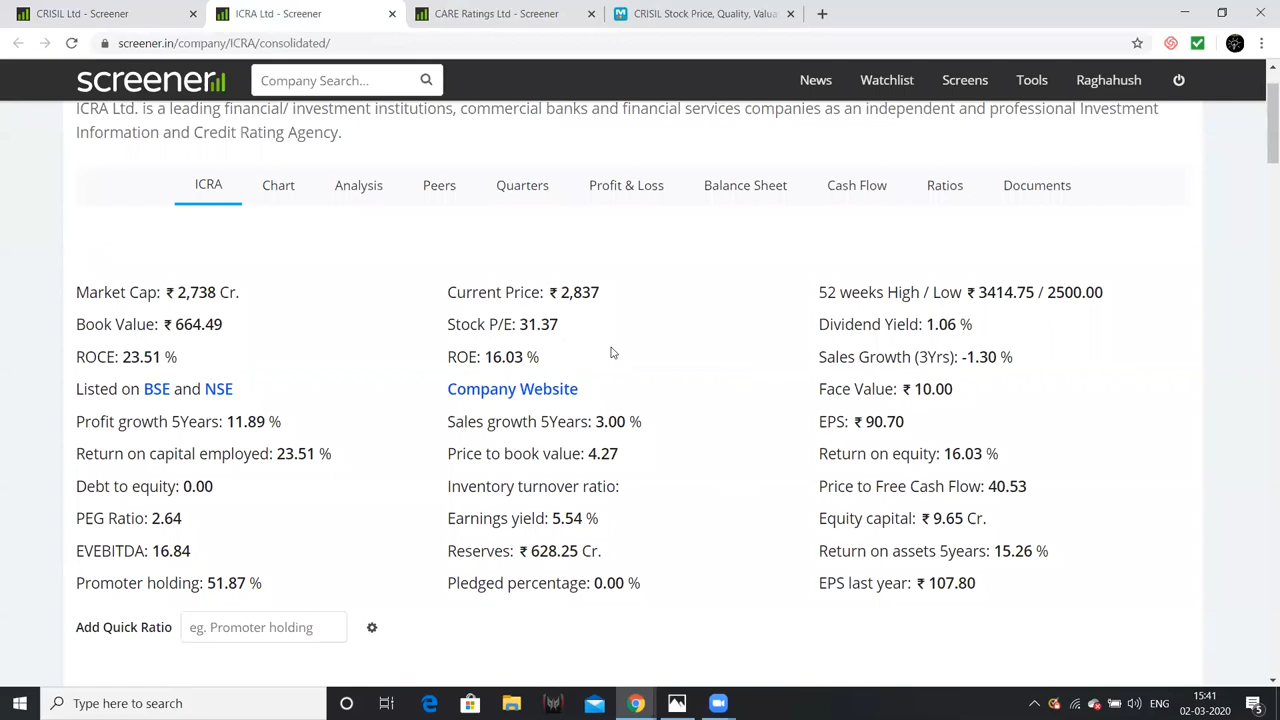 CRISIL Ltd - Screener
ICRA Ltd - Screener
CARE Ratings Ltd - Screener
CRISIL Stock Price, Quality, Valua
screener.in/company/ICRA/consolidated/
screener
Company Search...
News Watchlist Screens Tools Raghahush
ICRA Ltd. is a leading financial/ investment institutions, commercial banks and financial services companies as an independent and professional Investment
Information and Credit Rating Agency.
ICRA Chart Analysis Peers Quarters Profit & Loss Balance Sheet Cash Flow Ratios Documents
Market Cap: ₹ 2,738 Cr. Current Price: ₹ 2,837 52 weeks High / Low ₹ 3414.75 / 2500.00
Book Value: ₹ 664.49 Stock P/E: 31.37 Dividend Yield: 1.06 %
ROCE: 23.51 % ROE: 16.03 % Sales Growth (3Yrs): -1.30 %
Listed on BSE and NSE Company Website Face Value: ₹ 10.00
Profit growth 5Years: 11.89 % Sales growth 5Years: 3.00 % EPS: ₹ 90.70
Return on capital employed: 23.51 % Price to book value: 4.27 Return on equity: 16.03 %
Debt to equity: 0.00 Inventory turnover ratio: Price to Free Cash Flow: 40.53
PEG Ratio: 2.64 Earnings yield: 5.54 % Equity capital: ₹ 9.65 Cr.
EVEBITDA: 16.84 Reserves: ₹ 628.25 Cr. Return on assets 5years: 15.26 %
Promoter holding: 51.87 % Pledged percentage: 0.00 % EPS last year: ₹ 107.80
Add Quick Ratio eg. Promoter holding
Type here to search
ENG
15:41
02-03-2020
5